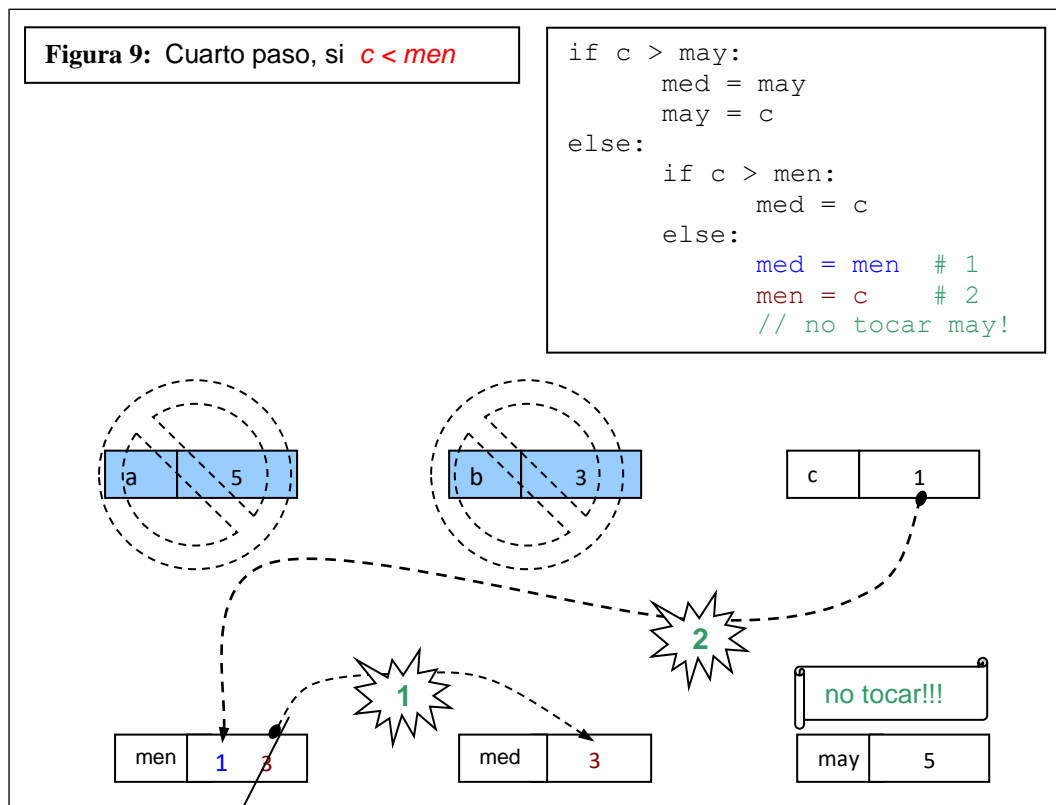 Figura 9: Cuarto paso, si c < men
if c > may:
med = may
may = c
else:
if c > men:
med = c
else:
med = men # 1
men = c # 2
// no tocar may!
a 5
b 3
c 1
2
1
no tocar!!!
men 1 3
med 3
may 5